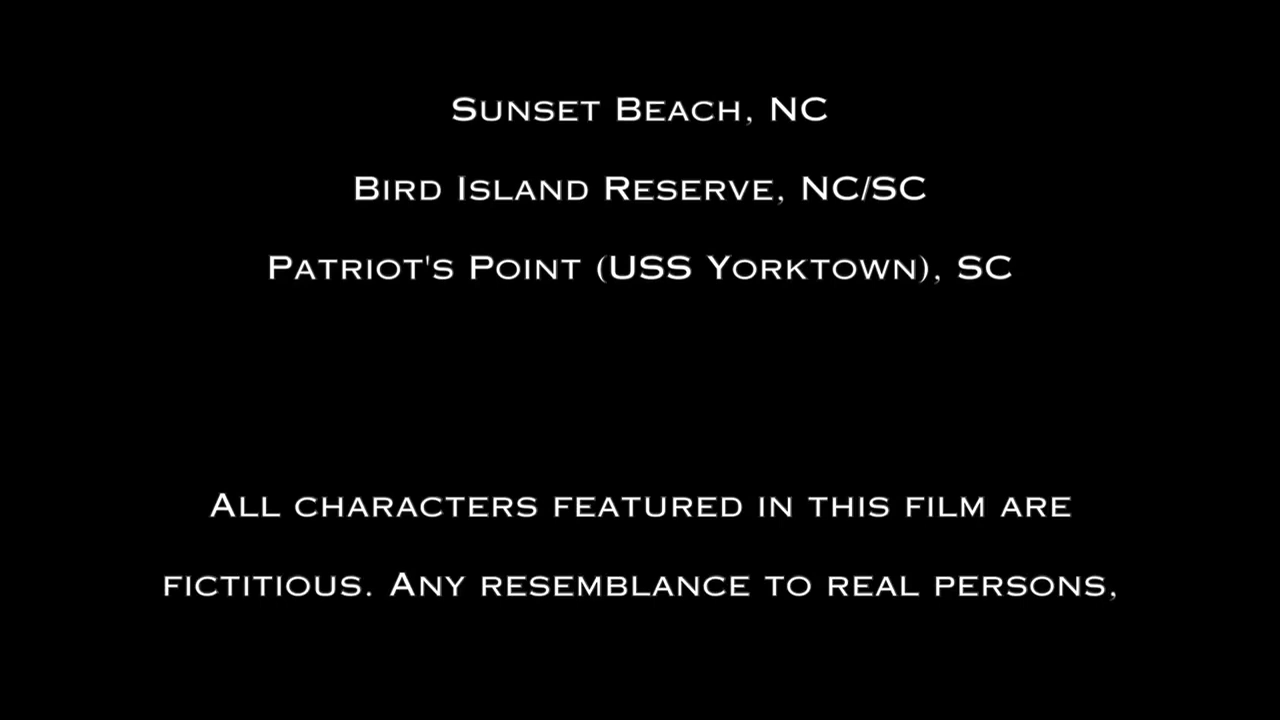 Sunset Beach, NC
Bird Island Reserve, NC/SC
Patriot's Point (USS Yorktown), SC
All characters featured in this film are
fictitious. Any resemblance to real persons,